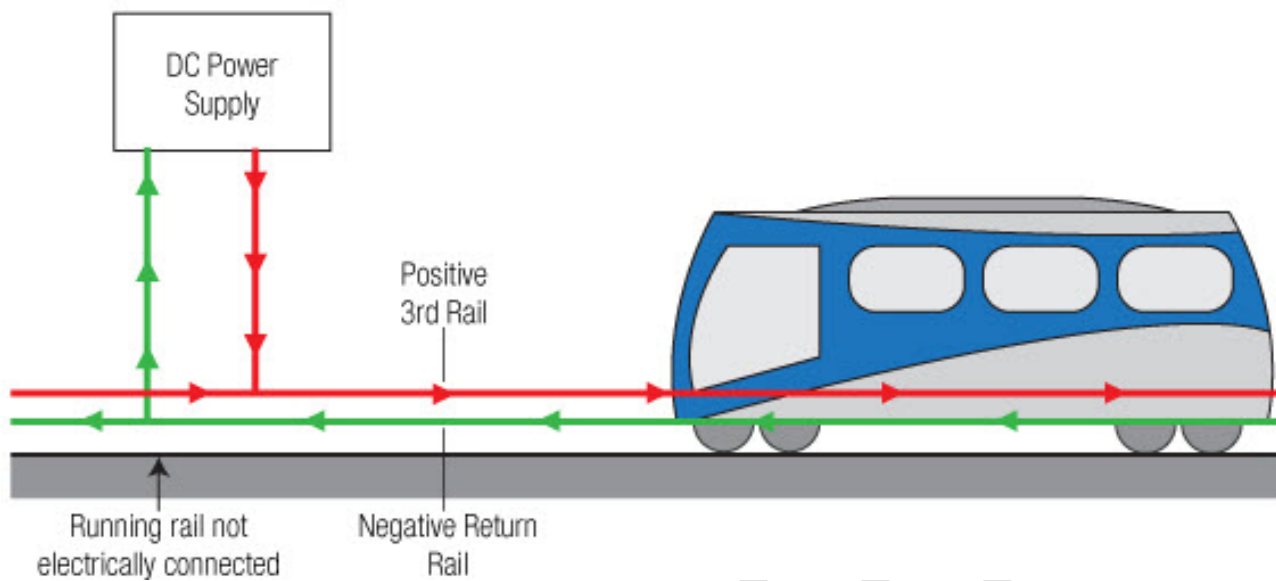 DC Power
Supply
Positive
3rd Rail
Running rail not
electrically connected
Negative Return
Rail